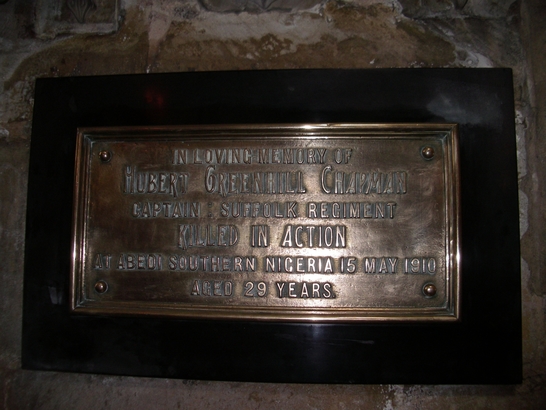 IN LOVING MEMORY OF
HUBERT GREENHILL CHAPMAN
CAPTAIN SUFFOLK REGIMENT
KILLED IN ACTION
AT ABEDI SOUTHERN NIGERIA 15 MAY 1910
AGED 29 YEARS.